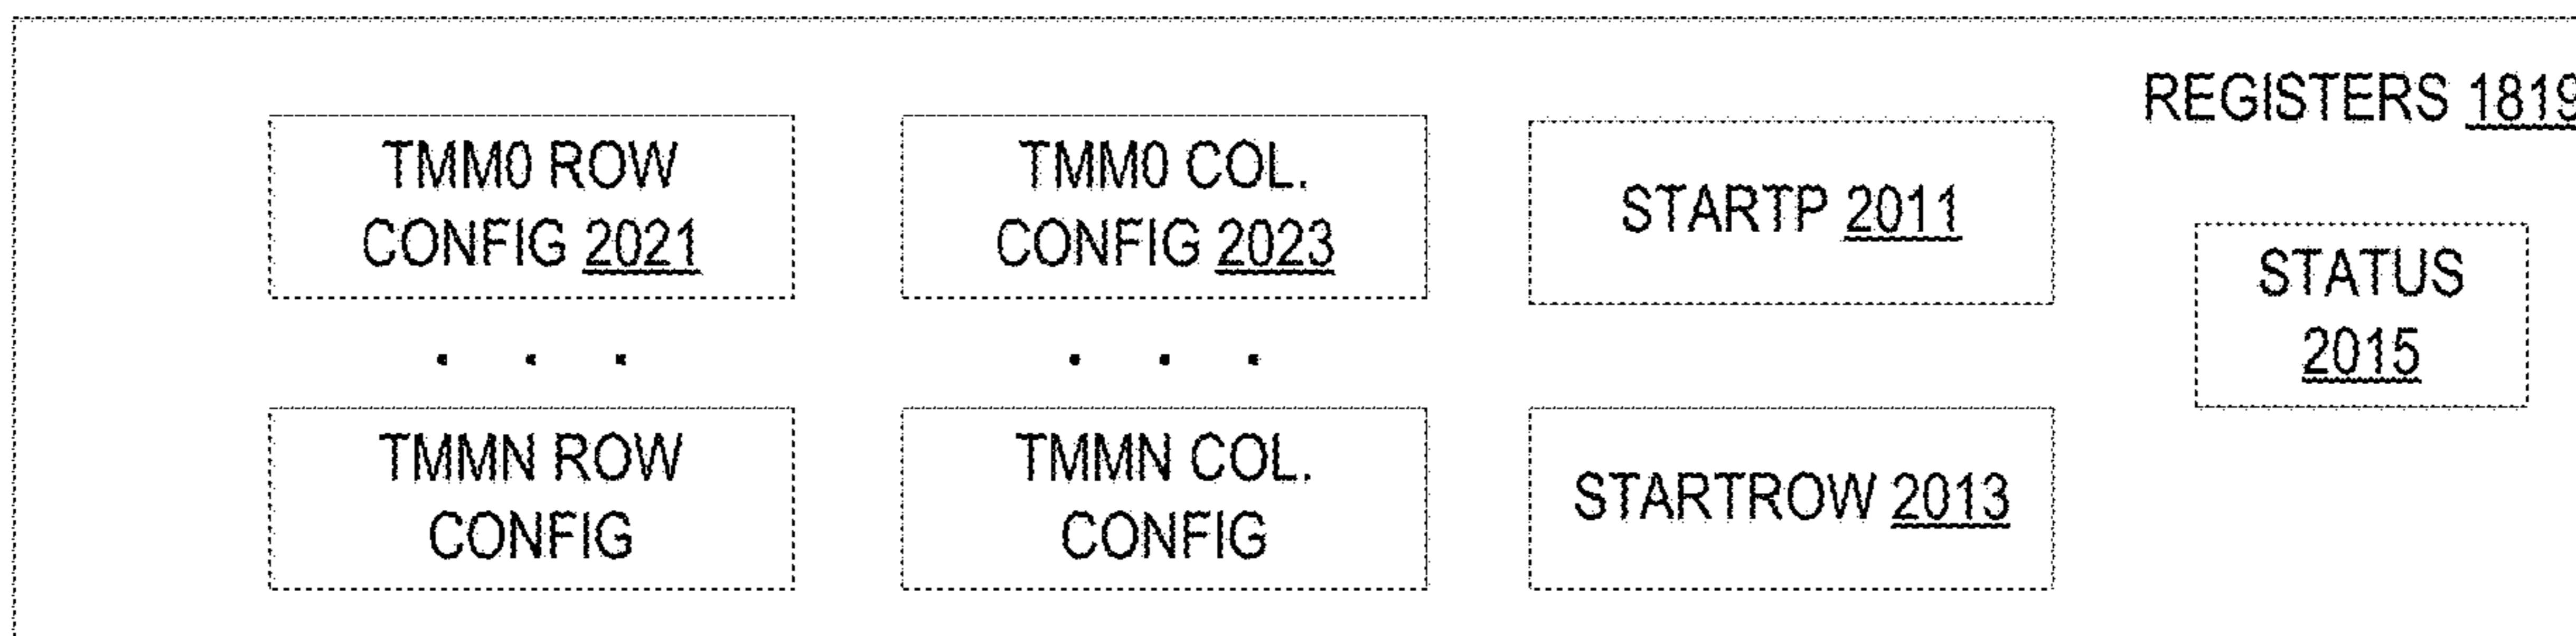 REGISTERS 1819
TMM0 ROW
CONFIG 2021
TMM0 COL.
CONFIG 2023
STARTP 2011
STATUS
2015
. . .
. . .
TMMN ROW
CONFIG
TMMN COL.
CONFIG
STARTROW 2013